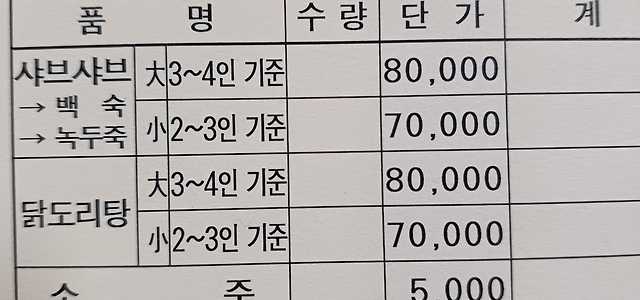 품 명 수 량 단 가 계
샤브샤브 大 3~4인 기준 80,000
→ 백 숙
→ 녹두죽 小 2~3인 기준 70,000
닭도리탕 大 3~4인 기준 80,000
小 2~3인 기준 70,000
소 주 5,000